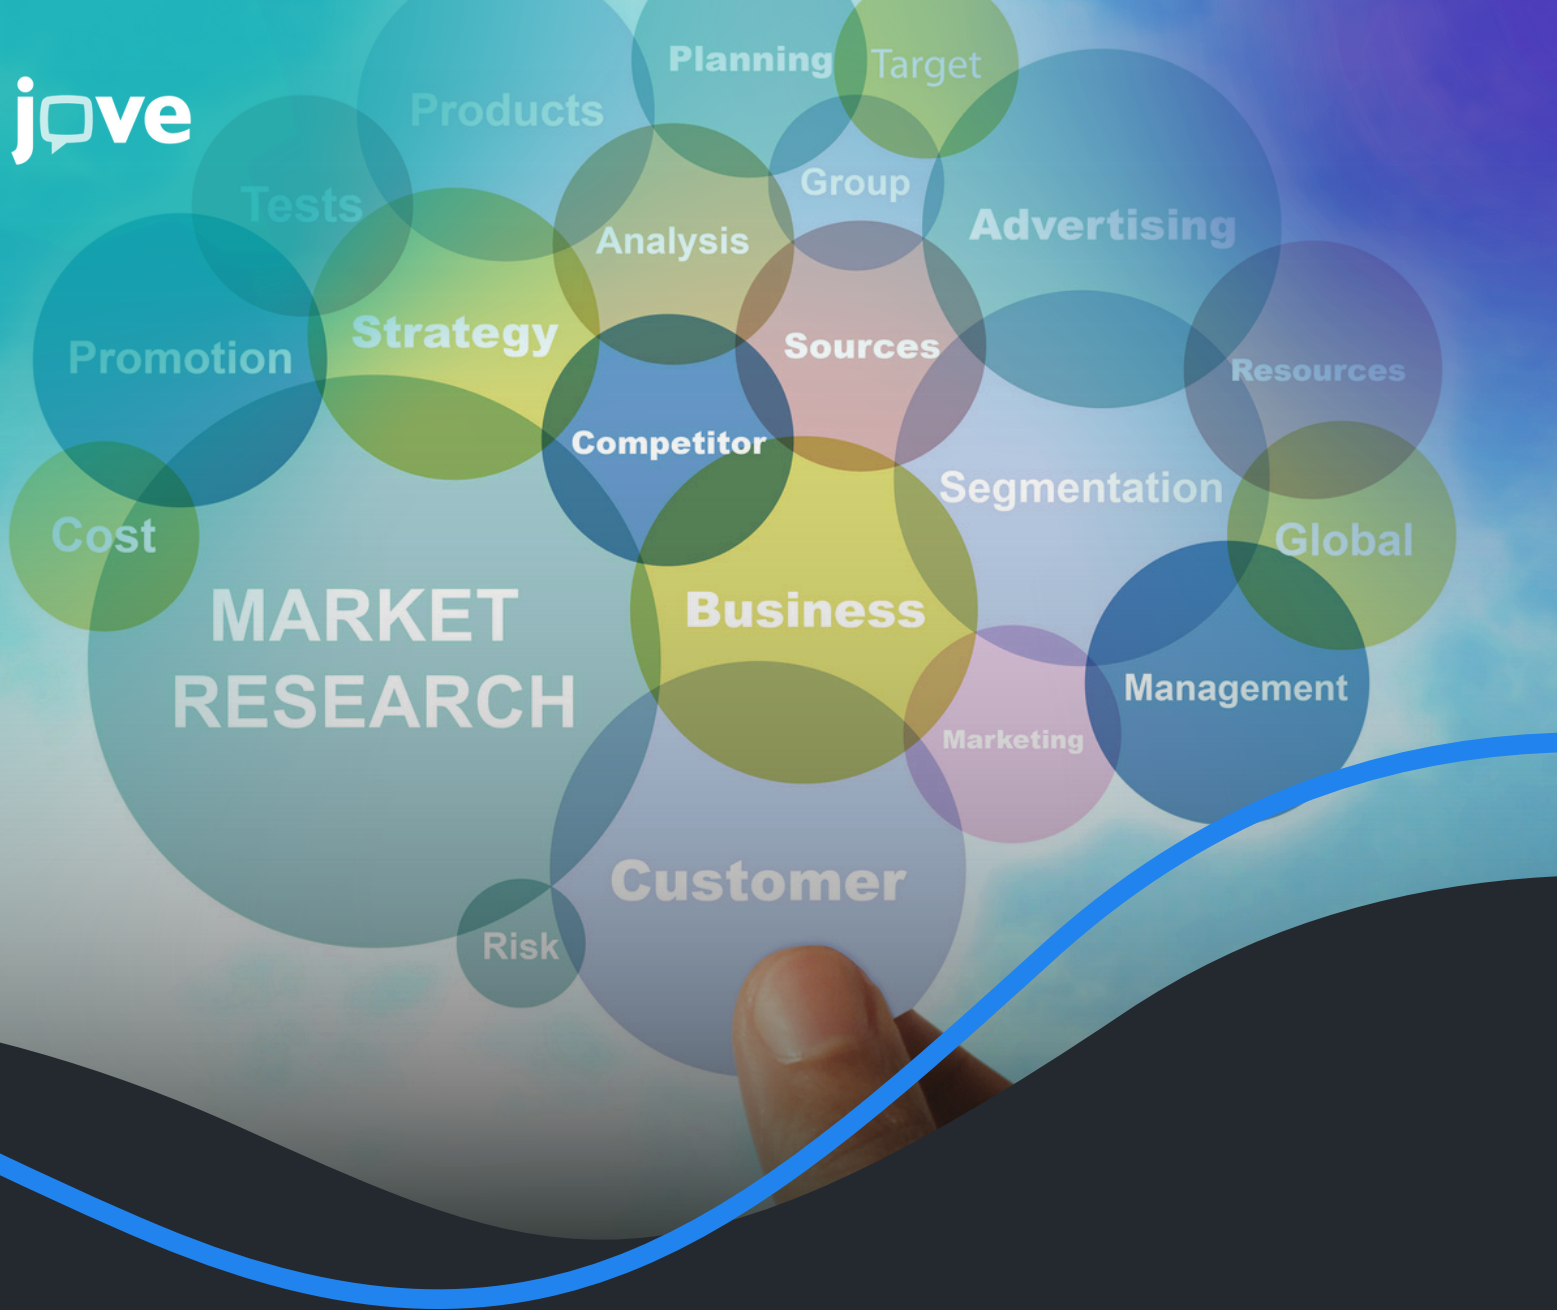 jove
Planning
Target
Products
Group
Tests
Advertising
Analysis
Strategy
Sources
Promotion
Resources
Competitor
Segmentation
Cost
Global
MARKET
RESEARCH
Business
Management
Marketing
Customer
Risk